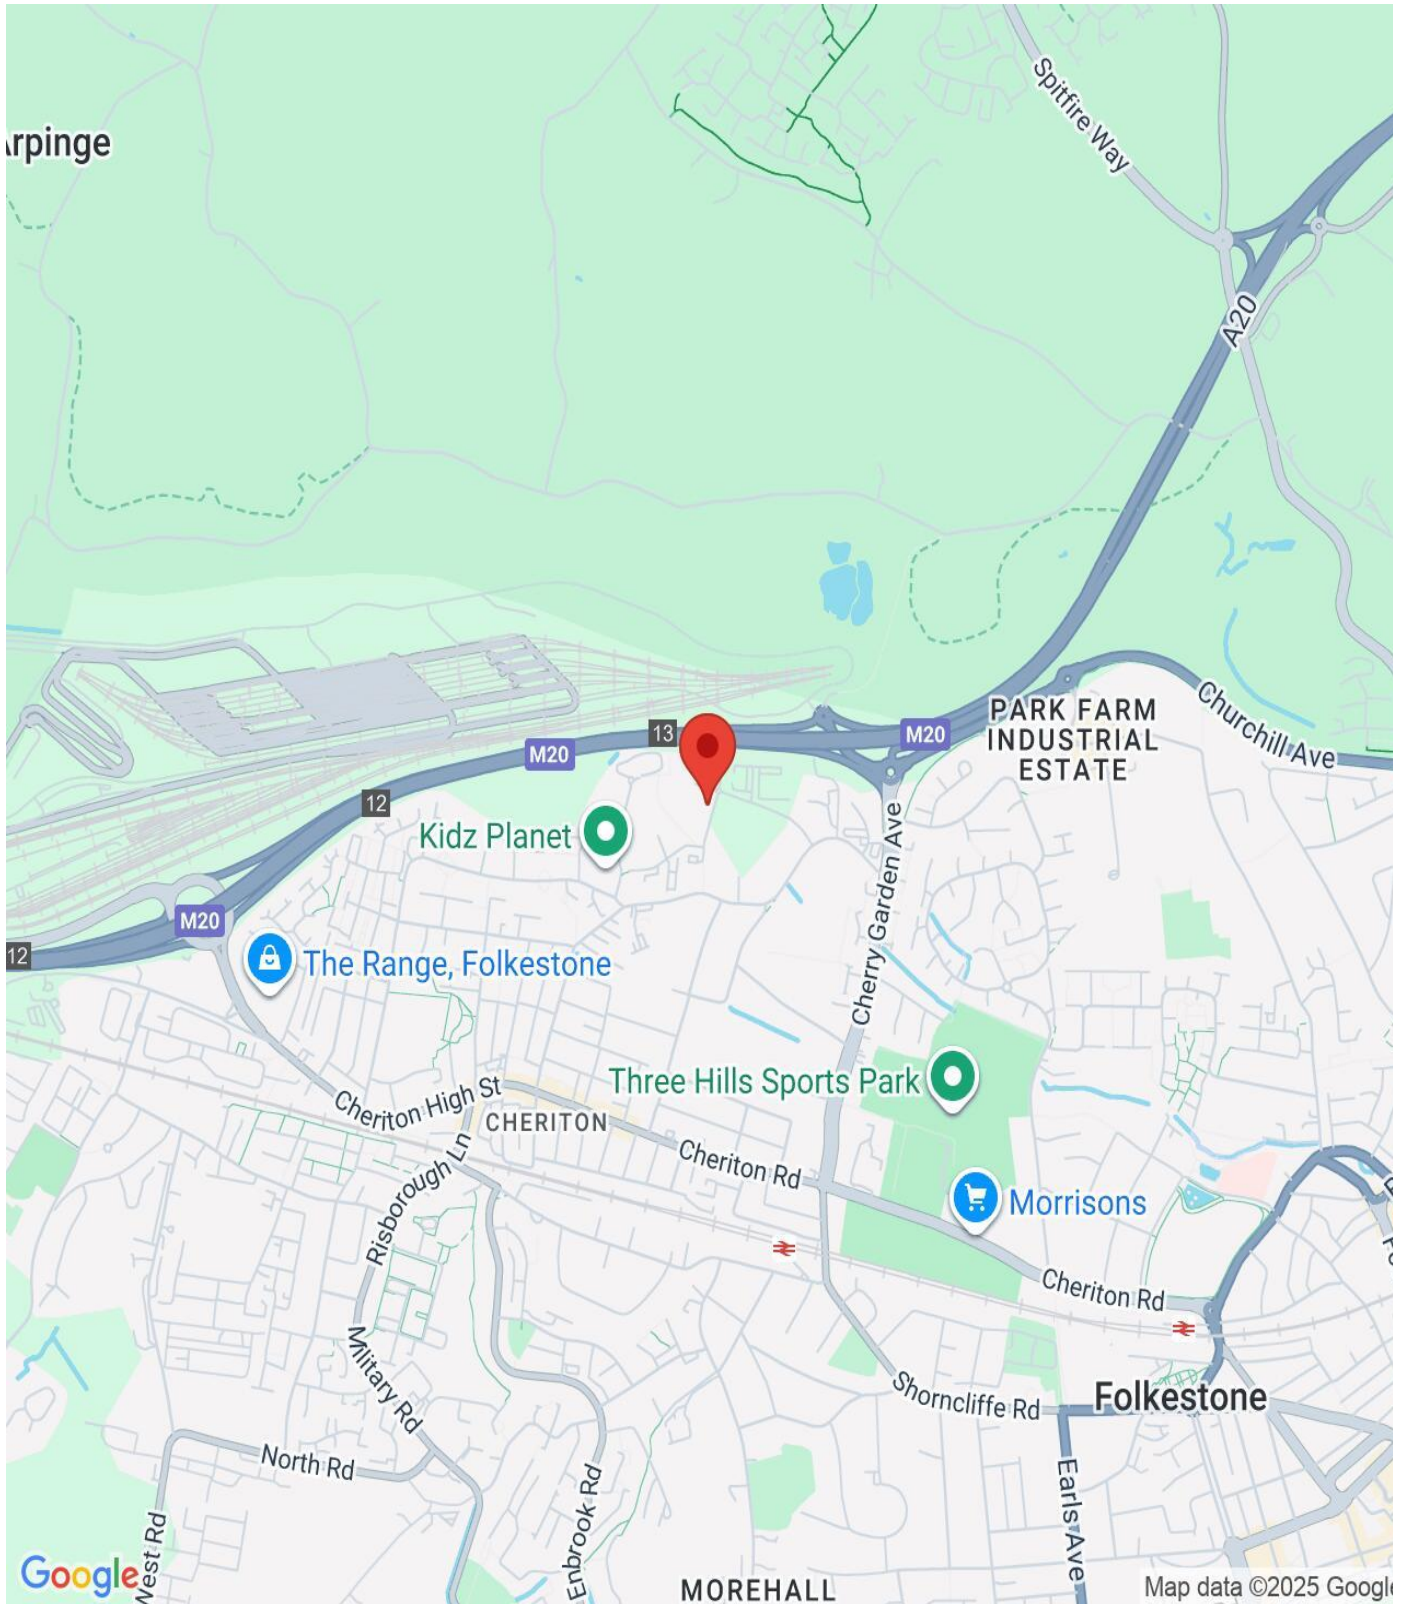 Spitfire Way
Arpinge
A20
PARK FARM
INDUSTRIAL
ESTATE
Churchill Ave
13
M20
M20
12
Kidz Planet
Cherry Garden Ave
M20
12
The Range, Folkestone
Three Hills Sports Park
Cheriton High St
CHERITON
Cheriton Rd
Risborough Ln
Morrisons
Cheriton Rd
Military Rd
Shorncliffe Rd
Folkestone
North Rd
Earls Ave
Enbrook Rd
West Rd
Google
MOREHALL
Map data ©2025 Google